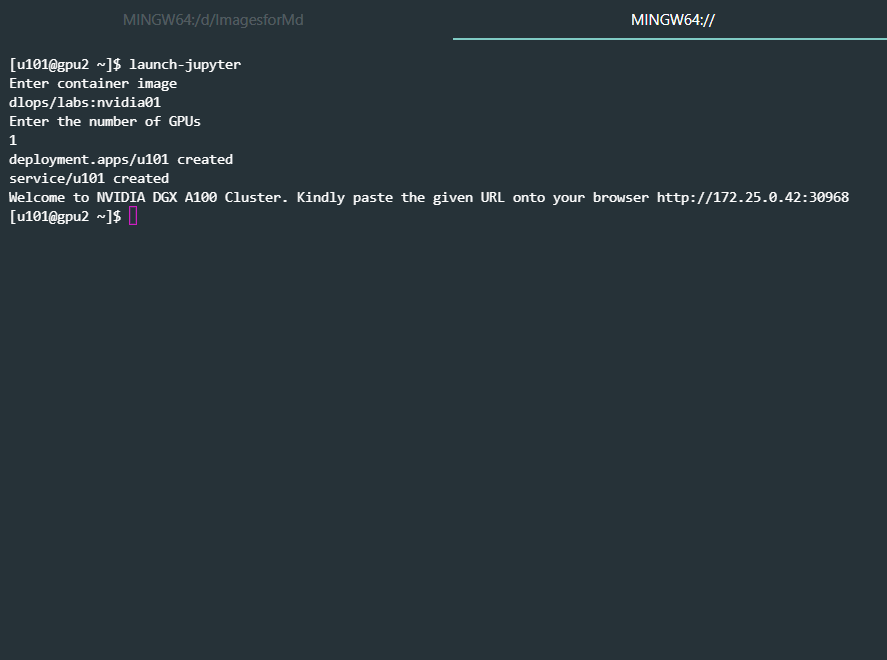 MINGW64:/d/ImagesforMd
MINGW64://
[u101@gpu2 ~]$ launch-jupyter
Enter container image
dlops/labs:nvidia01
Enter the number of GPUs
1
deployment.apps/u101 created
service/u101 created
Welcome to NVIDIA DGX A100 Cluster. Kindly paste the given URL onto your browser http://172.25.0.42:30968
[u101@gpu2 ~]$